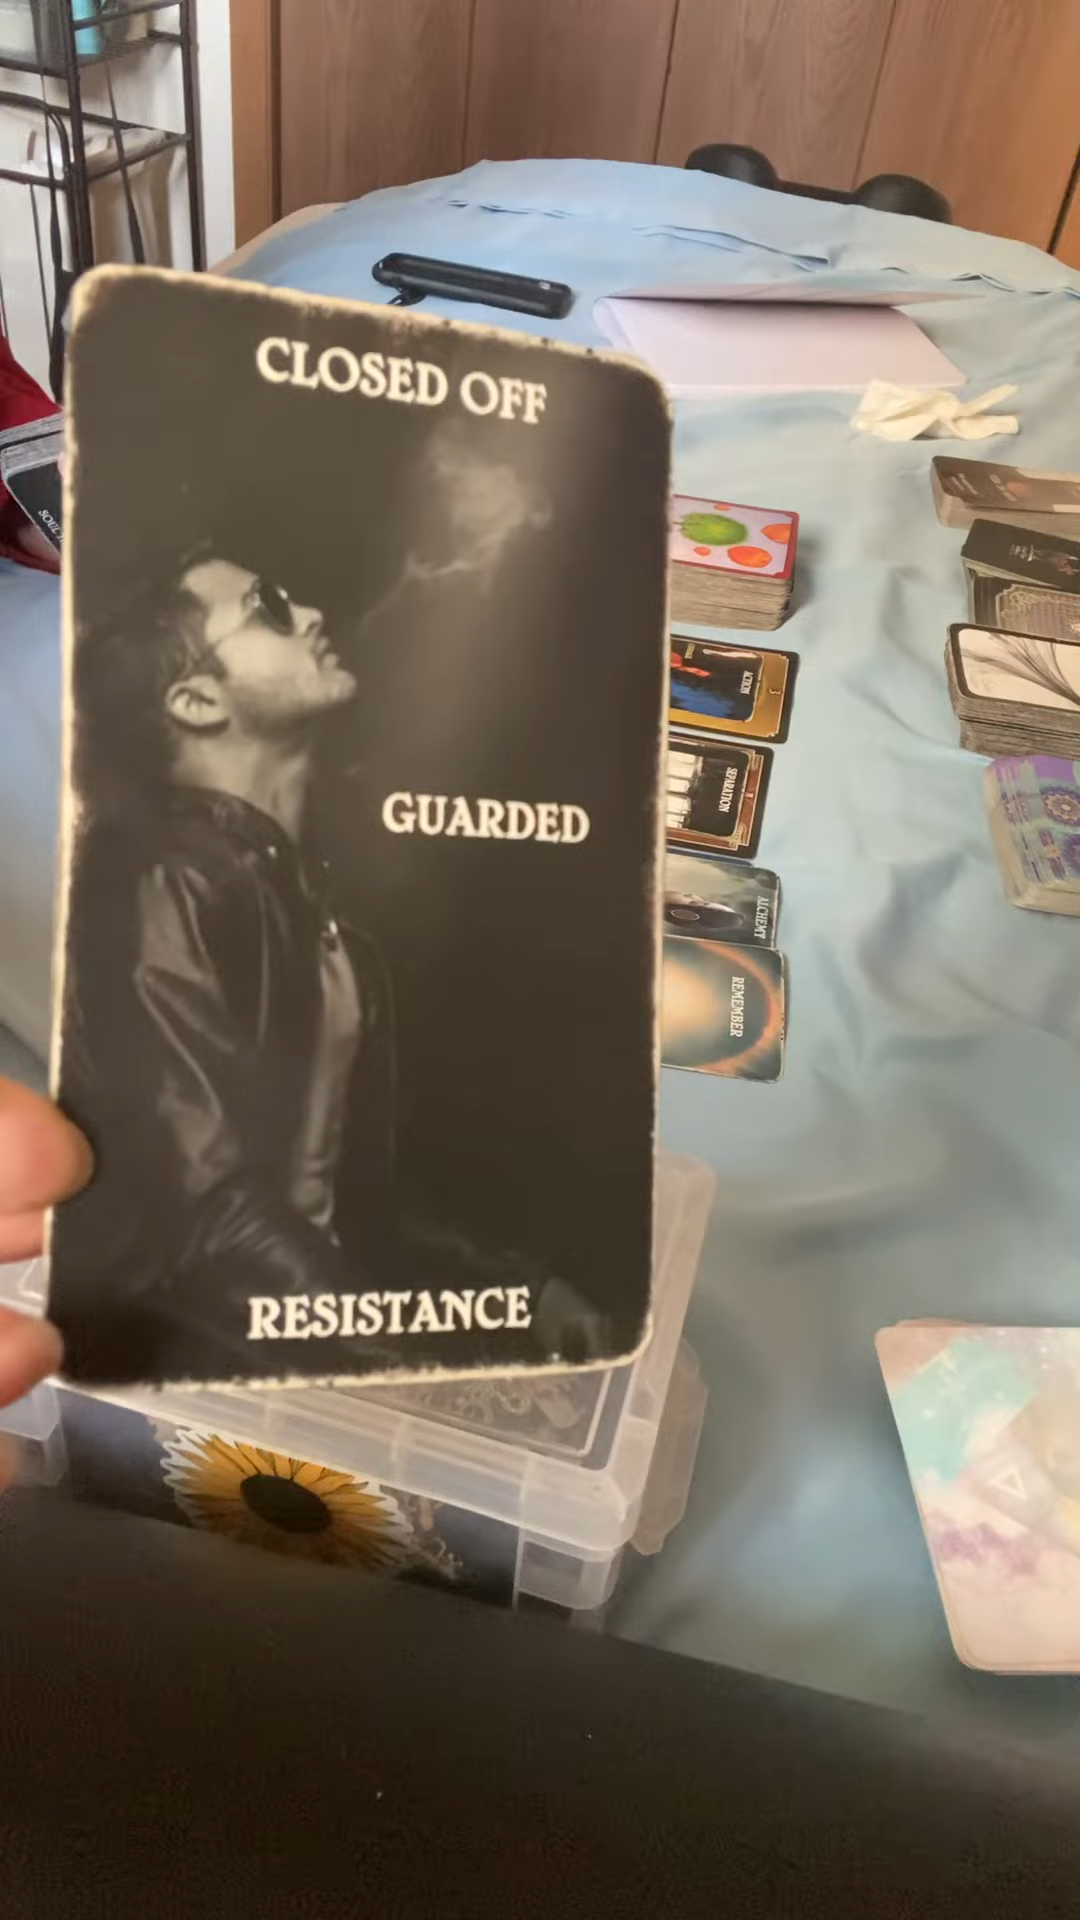 CLOSED OFF
GUARDED
RESISTANCE
ACTION
SEPARATION
ALCHEMY
REMEMBER